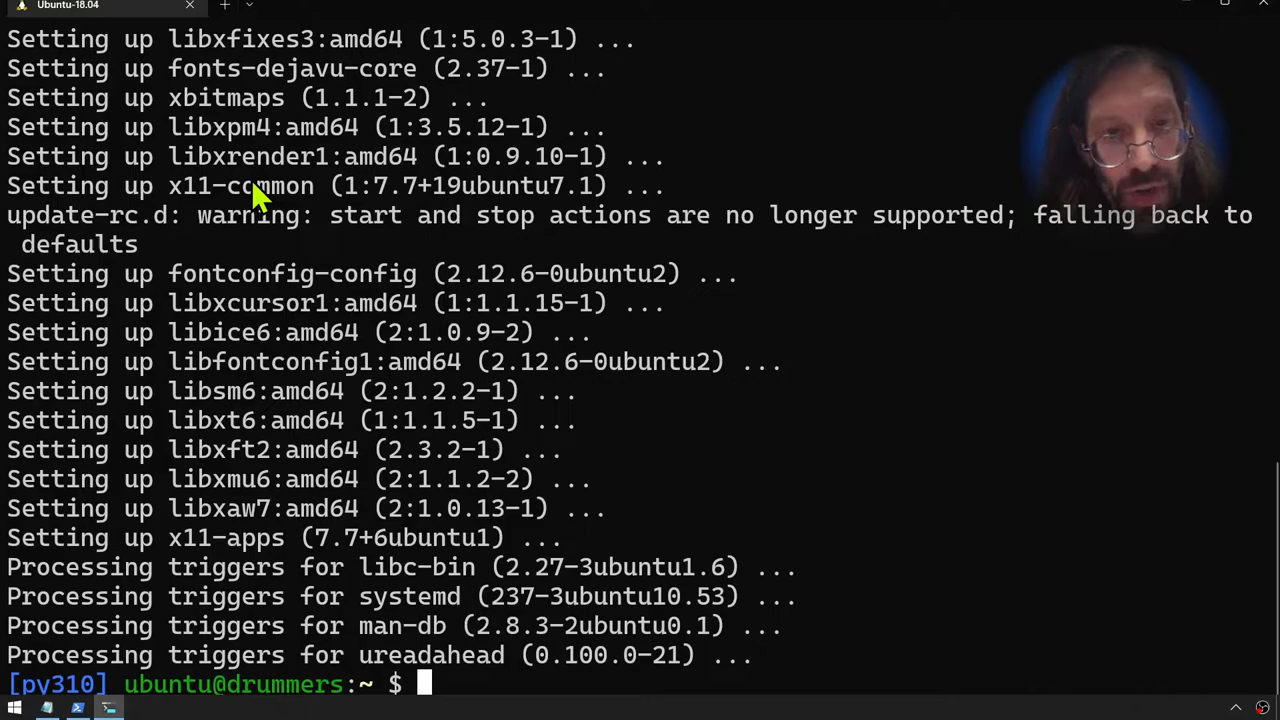 Ubuntu-18.04
Setting up libxfixes3:amd64 (1:5.0.3-1) ...
Setting up fonts-dejavu-core (2.37-1) ...
Setting up xbitmaps (1.1.1-2) ...
Setting up libxpm4:amd64 (1:3.5.12-1) ...
Setting up libxrender1:amd64 (1:0.9.10-1) ...
Setting up x11-common (1:7.7+19ubuntu7.1) ...
update-rc.d: warning: start and stop actions are no longer supported; falling back to
 defaults
Setting up fontconfig-config (2.12.6-0ubuntu2) ...
Setting up libxcursor1:amd64 (1:1.1.15-1) ...
Setting up libice6:amd64 (2:1.0.9-2) ...
Setting up libfontconfig1:amd64 (2.12.6-0ubuntu2) ...
Setting up libsm6:amd64 (2:1.2.2-1) ...
Setting up libxt6:amd64 (1:1.1.5-1) ...
Setting up libxft2:amd64 (2.3.2-1) ...
Setting up libxmu6:amd64 (2:1.1.2-2) ...
Setting up libxaw7:amd64 (2:1.0.13-1) ...
Setting up x11-apps (7.7+6ubuntu1) ...
Processing triggers for libc-bin (2.27-3ubuntu1.6) ...
Processing triggers for systemd (237-3ubuntu10.53) ...
Processing triggers for man-db (2.8.3-2ubuntu0.1) ...
Processing triggers for ureadahead (0.100.0-21) ...
[py310] ubuntu@drummers:~ $